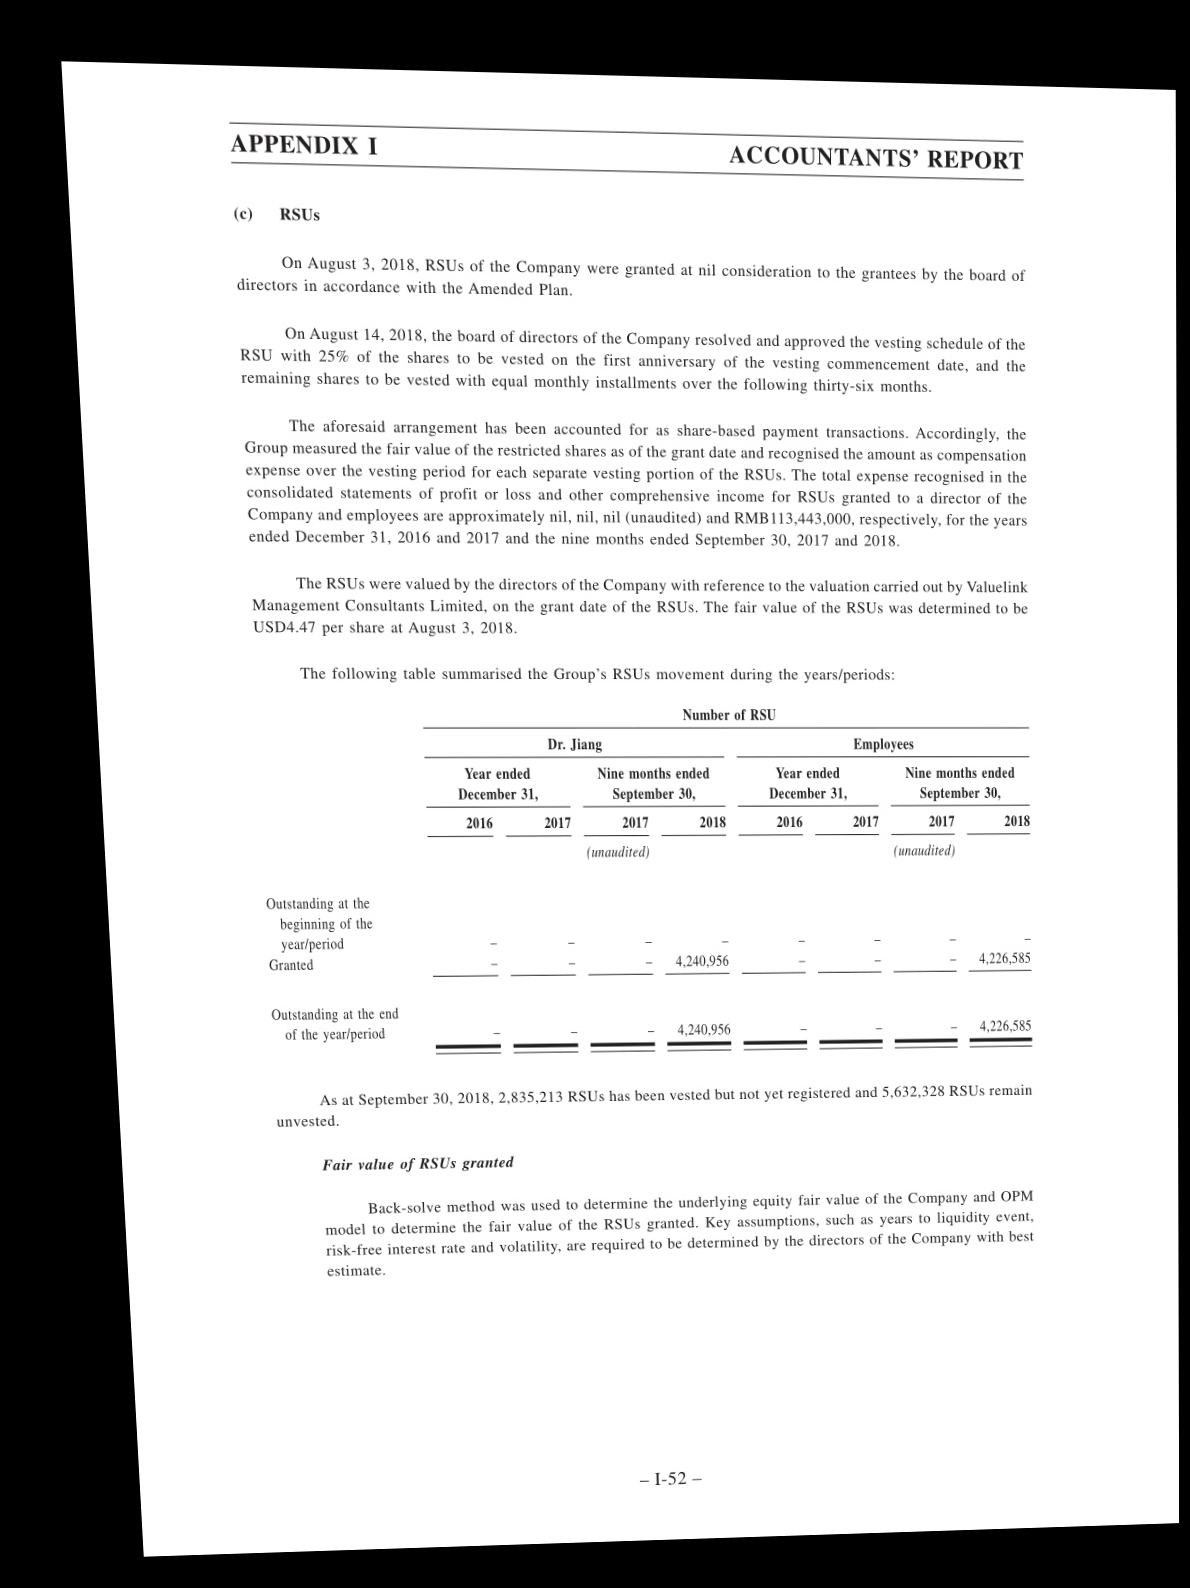 APPENDIX I
ACCOUNTANTS' REPORT
(c) RSUs
On August 3, 2018, RSUs of the Company were granted at nil consideration to the grantees by the board of
directors in accordance with the Amended Plan.
On August 14, 2018, the board of directors of the Company resolved and approved the vesting schedule of the
RSU with 25% of the shares to be vested on the first anniversary of the vesting commencement date, and the
remaining shares to be vested with equal monthly installments over the following thirty-six months.
The aforesaid arrangement has been accounted for as share-based payment transactions. Accordingly, the
Group measured the fair value of the restricted shares as of the grant date and recognised the amount as compensation
expense over the vesting period for each separate vesting portion of the RSUs. The total expense recognised in the
consolidated statements of profit or loss and other comprehensive income for RSUs granted to a director of the
Company and employees are approximately nil, nil, nil (unaudited) and RMB113,443,000, respectively, for the years
ended December 31, 2016 and 2017 and the nine months ended September 30, 2017 and 2018.
The RSUs were valued by the directors of the Company with reference to the valuation carried out by Valuelink
Management Consultants Limited, on the grant date of the RSUs. The fair value of the RSUs was determined to be
USD4.47 per share at August 3, 2018.
The following table summarised the Group's RSUs movement during the years/periods:
Number of RSU
Dr. Jiang Employees
Year ended Nine months ended Year ended Nine months ended
December 31, September 30, December 31, September 30,
2016 2017 2017 2018 2016 2017 2017 2018
(unaudited) (unaudited)
Outstanding at the
beginning of the
year/period – – – – – – – –
Granted – – – 4,240,956 – – – 4,226,585
Outstanding at the end
of the year/period – – – 4,240,956 – – – 4,226,585
As at September 30, 2018, 2,835,213 RSUs has been vested but not yet registered and 5,632,328 RSUs remain
unvested.
Fair value of RSUs granted
Back-solve method was used to determine the underlying equity fair value of the Company and OPM
model to determine the fair value of the RSUs granted. Key assumptions, such as years to liquidity event,
risk-free interest rate and volatility, are required to be determined by the directors of the Company with best
estimate.
– I-52 –